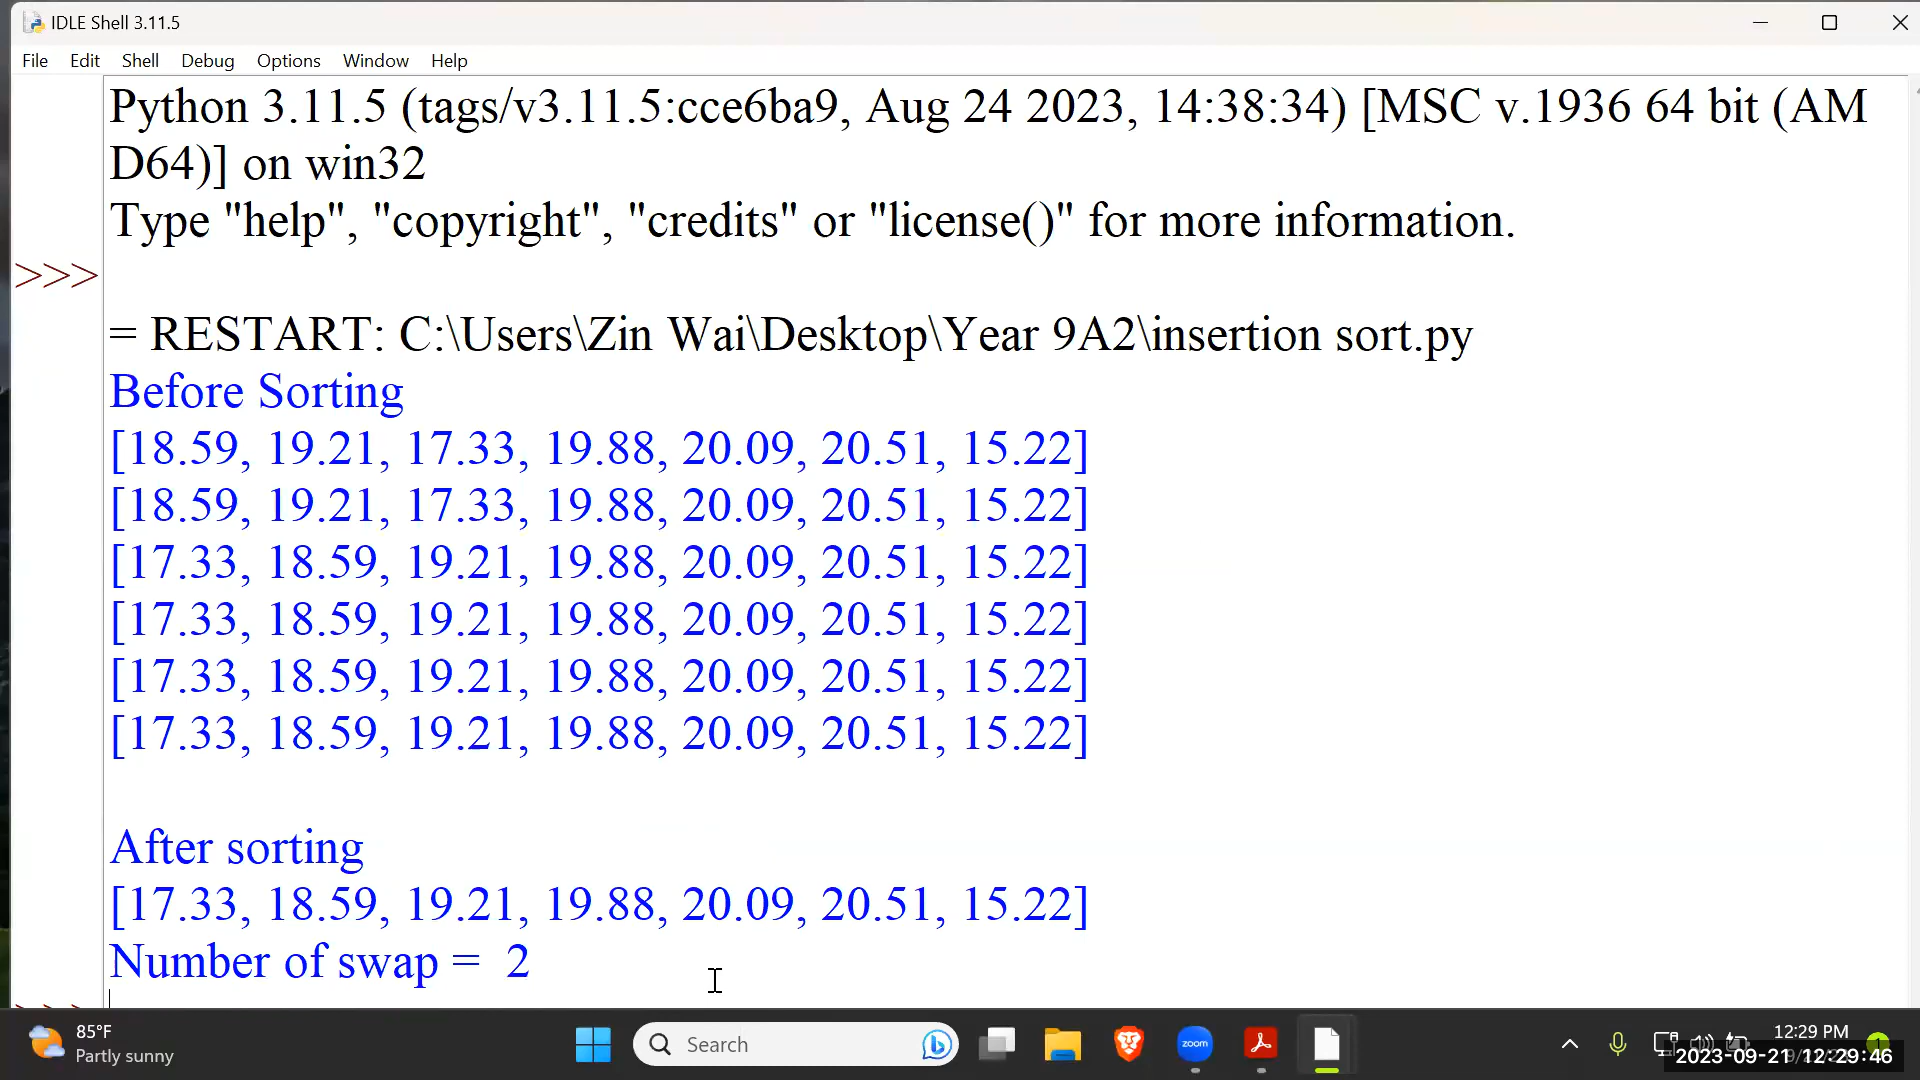 IDLE Shell 3.11.5
File Edit Shell Debug Options Window Help
Python 3.11.5 (tags/v3.11.5:cce6ba9, Aug 24 2023, 14:38:34) [MSC v.1936 64 bit (AM
D64)] on win32
Type "help", "copyright", "credits" or "license()" for more information.
>>>
= RESTART: C:\Users\Zin Wai\Desktop\Year 9A2\insertion sort.py
Before Sorting
[18.59, 19.21, 17.33, 19.88, 20.09, 20.51, 15.22]
[18.59, 19.21, 17.33, 19.88, 20.09, 20.51, 15.22]
[17.33, 18.59, 19.21, 19.88, 20.09, 20.51, 15.22]
[17.33, 18.59, 19.21, 19.88, 20.09, 20.51, 15.22]
[17.33, 18.59, 19.21, 19.88, 20.09, 20.51, 15.22]
[17.33, 18.59, 19.21, 19.88, 20.09, 20.51, 15.22]
After sorting
[17.33, 18.59, 19.21, 19.88, 20.09, 20.51, 15.22]
Number of swap =  2
85°F
Partly sunny
Search
zoom
12:29 PM
2023-09-21 12:29:46